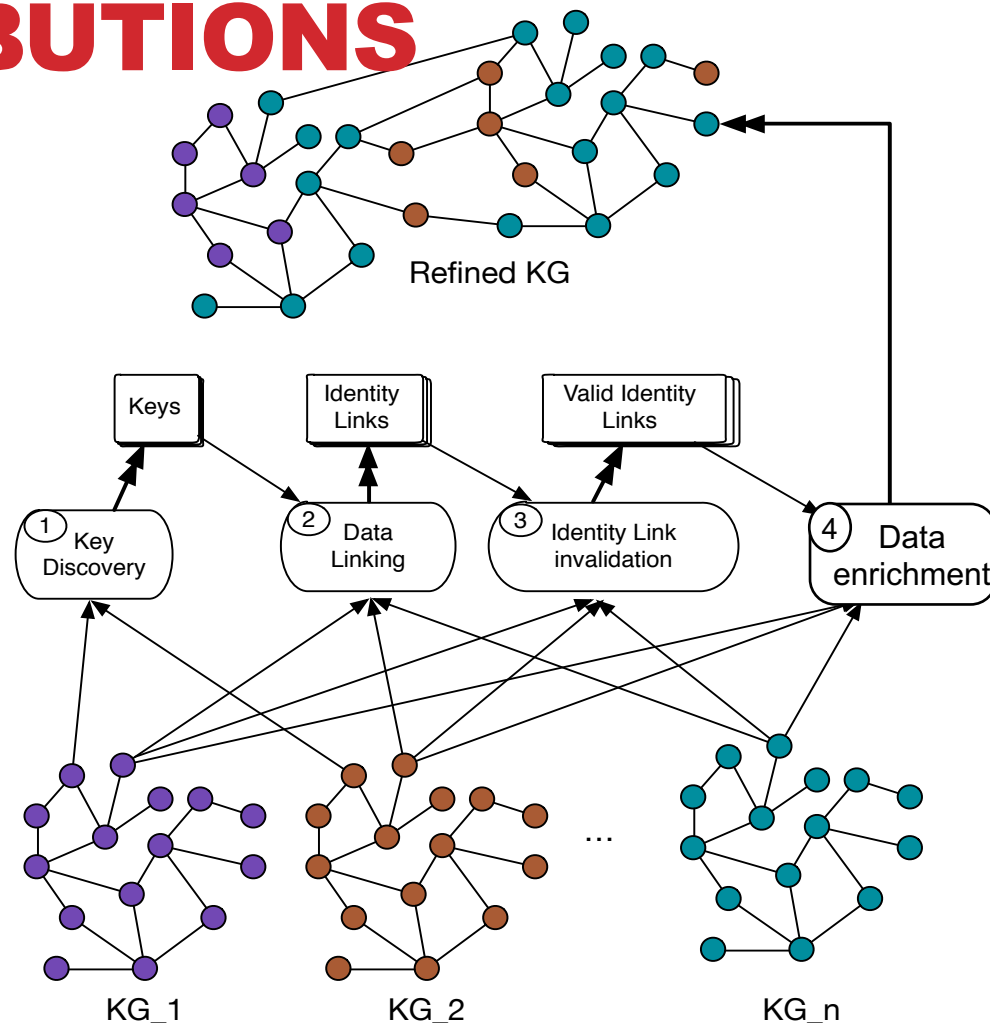 BUTIONS
Refined KG
Keys
Identity
Links
Valid Identity
Links
1
Key
Discovery
2
Data
Linking
3
Identity Link
invalidation
4
Data
enrichment
...
KG_1
KG_2
KG_n